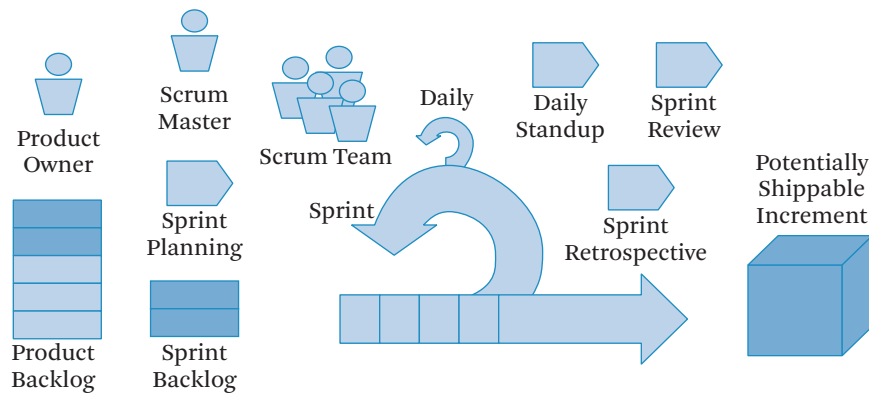 Product
Owner
Scrum
Master
Scrum Team
Daily
Daily
Standup
Sprint
Review
Sprint
Planning
Sprint
Sprint
Retrospective
Potentially
Shippable
Increment
Product
Backlog
Sprint
Backlog